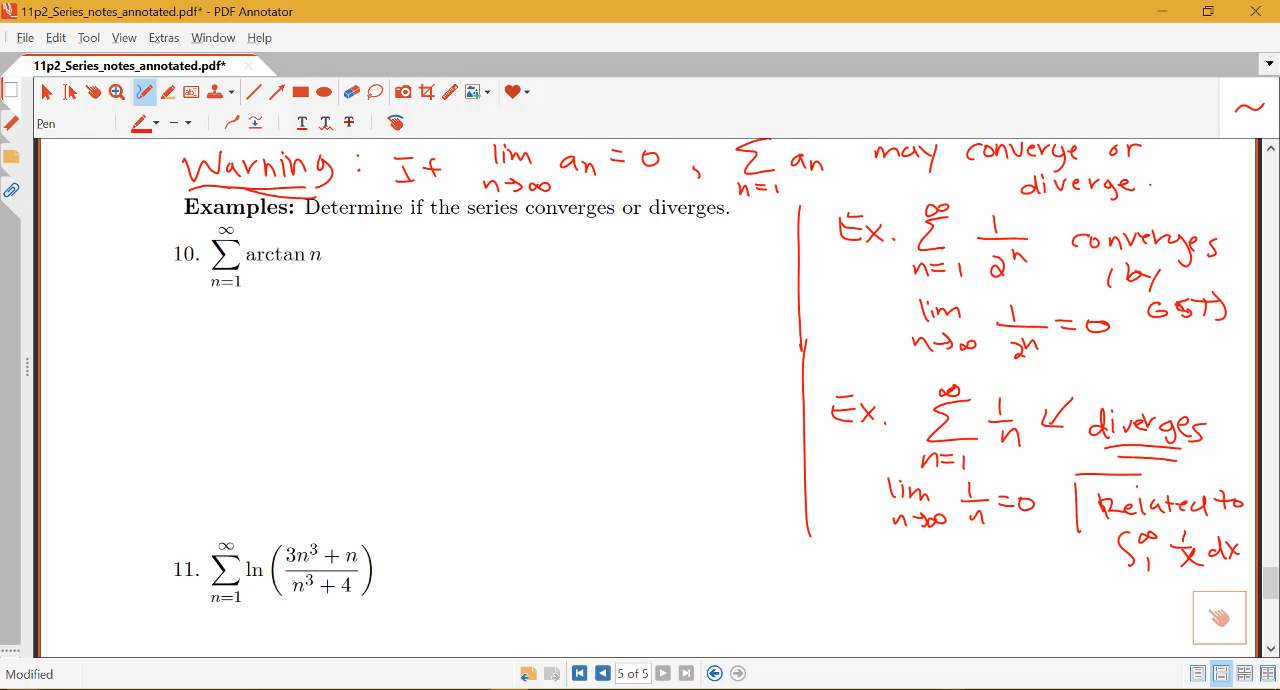 11p2_Series_notes_annotated.pdf* - PDF Annotator
File Edit Tool View Extras Window Help
11p2_Series_notes_annotated.pdf*
Pen
Warning : If lim n→∞ an = 0 , ∑ n=1 an may converge or
diverge.
Examples: Determine if the series converges or diverges.
10. ∑ n=1 ∞ arctan n
Ex. ∑ n=1 ∞ 1/2^n converges
(by
GST)
lim n→∞ 1/2^n = 0
Ex. ∑ n=1 ∞ 1/n ↙ diverges
lim n→∞ 1/n = 0
Related to
∫ 1 ∞ 1/x dx
11. ∑ n=1 ∞ ln ( (3n³ + n)/(n³ + 4) )
Modified
5 of 5